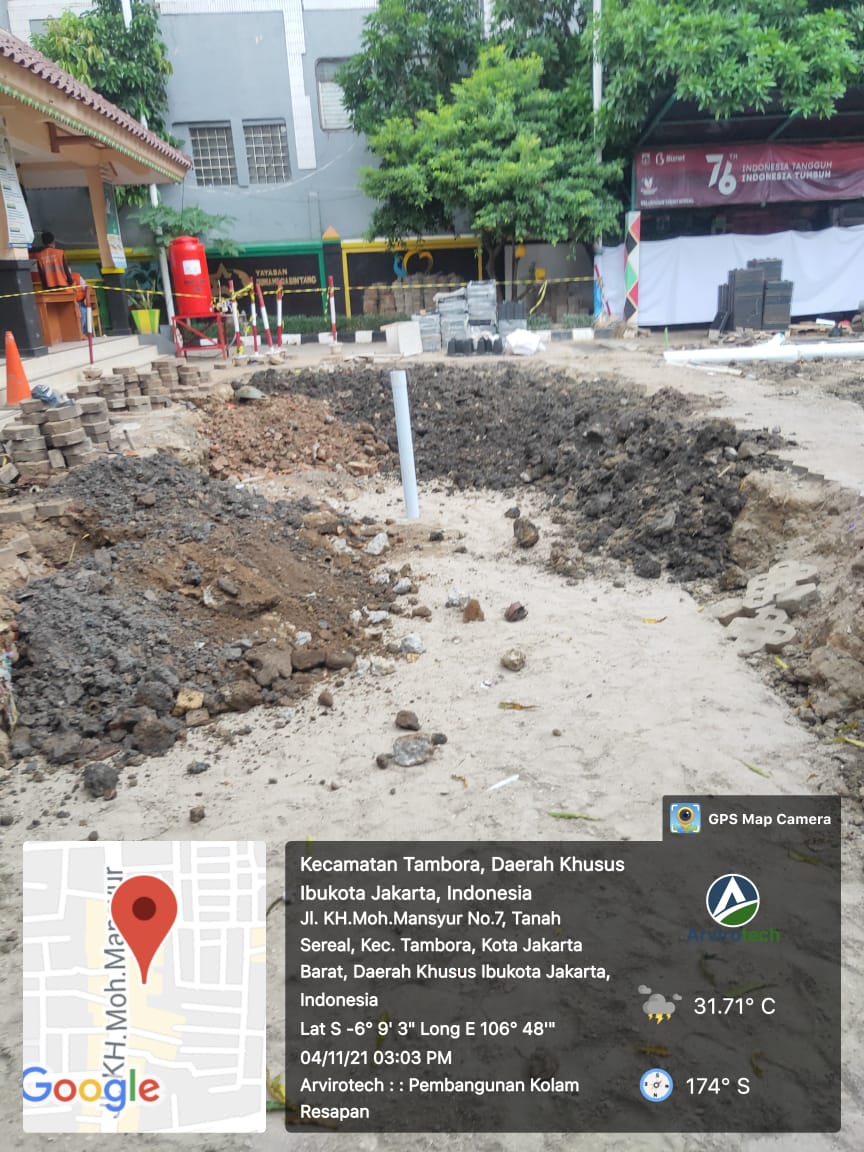 Biznet
76TH
INDONESIA TANGGUH
INDONESIA TUMBUH
YAYASAN
GPS Map Camera
Kecamatan Tambora, Daerah Khusus
Ibukota Jakarta, Indonesia
Jl. KH.Moh.Mansyur No.7, Tanah
Sereal, Kec. Tambora, Kota Jakarta
Barat, Daerah Khusus Ibukota Jakarta,
Indonesia
Lat S -6° 9' 3" Long E 106° 48'"
04/11/21 03:03 PM
Arvirotech : : Pembangunan Kolam
Resapan
Arvirotech
31.71° C
174° S
KH.Moh.Mansyur
Google